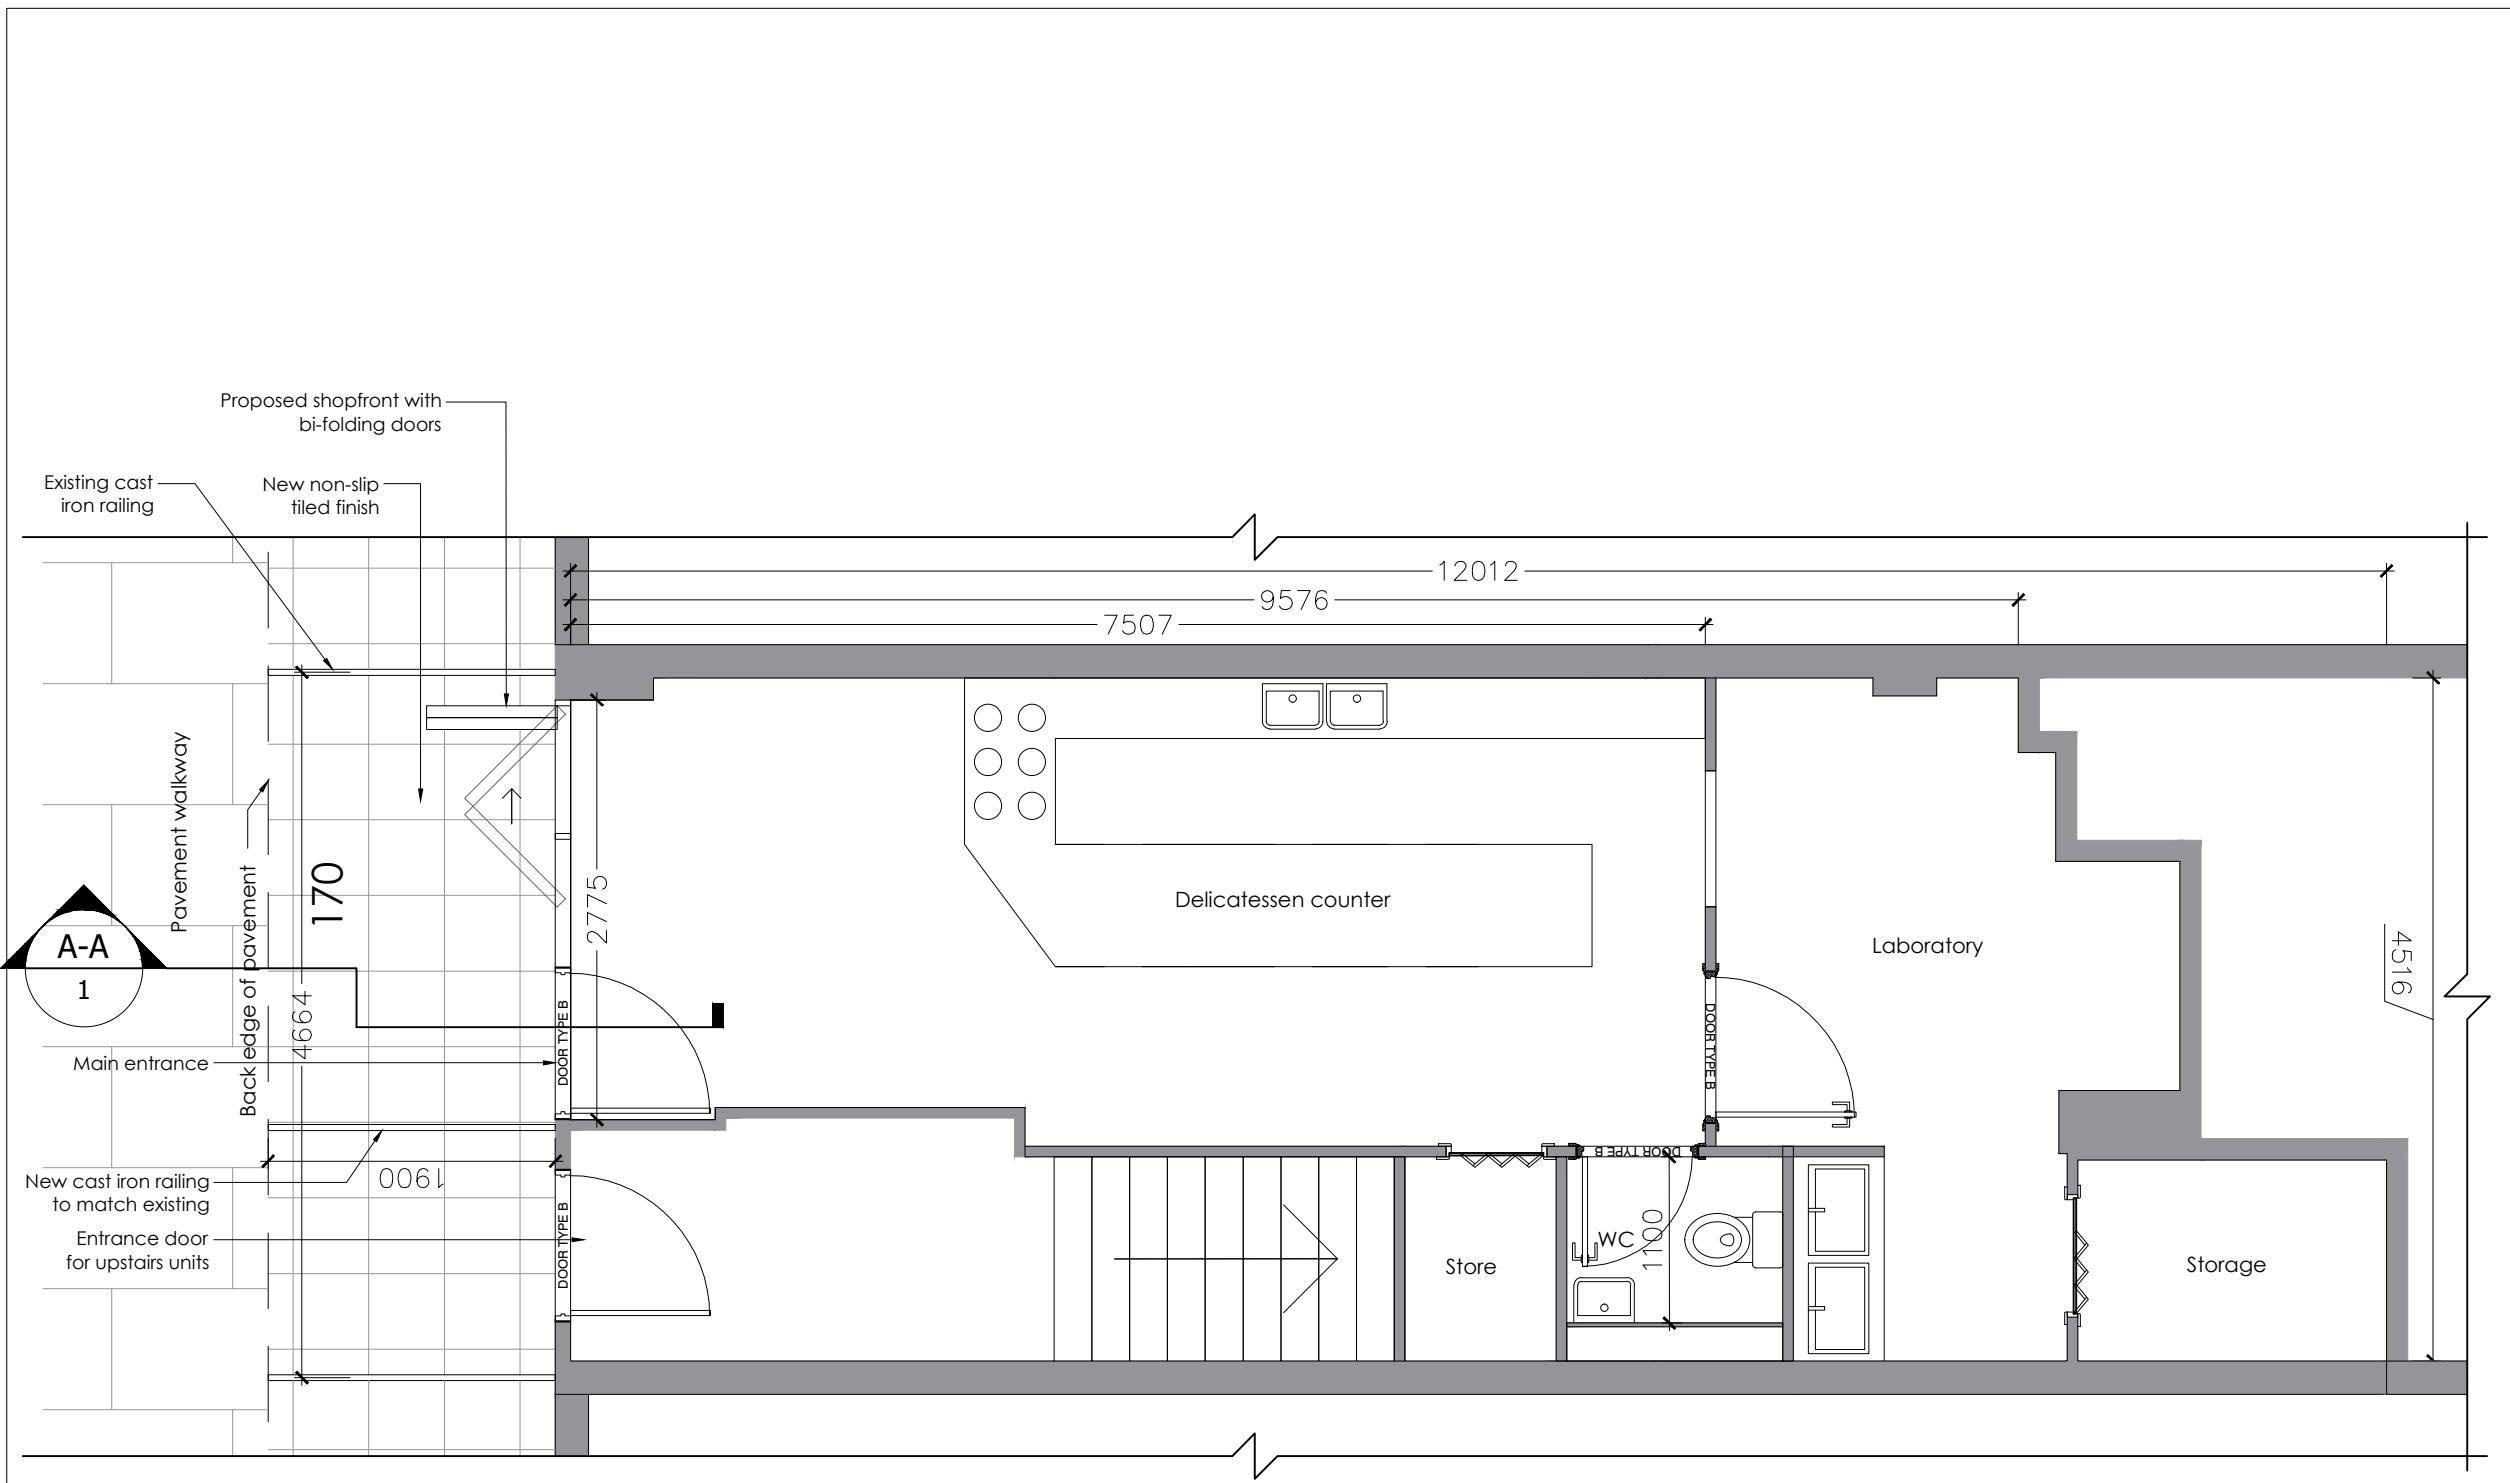 Proposed shopfront with
bi-folding doors
Existing cast
iron railing
New non-slip
tiled finish
12012
9576
7507
Pavement walkway
Back edge of pavement
170
4664
2775
A-A
1
Delicatessen counter
Laboratory
4516
Main entrance
DOOR TYPE B
DOOR TYPE B
DOOR TYPE B
New cast iron railing
to match existing
1900
Entrance door
for upstairs units
DOOR TYPE B
Store
WC
1100
Storage